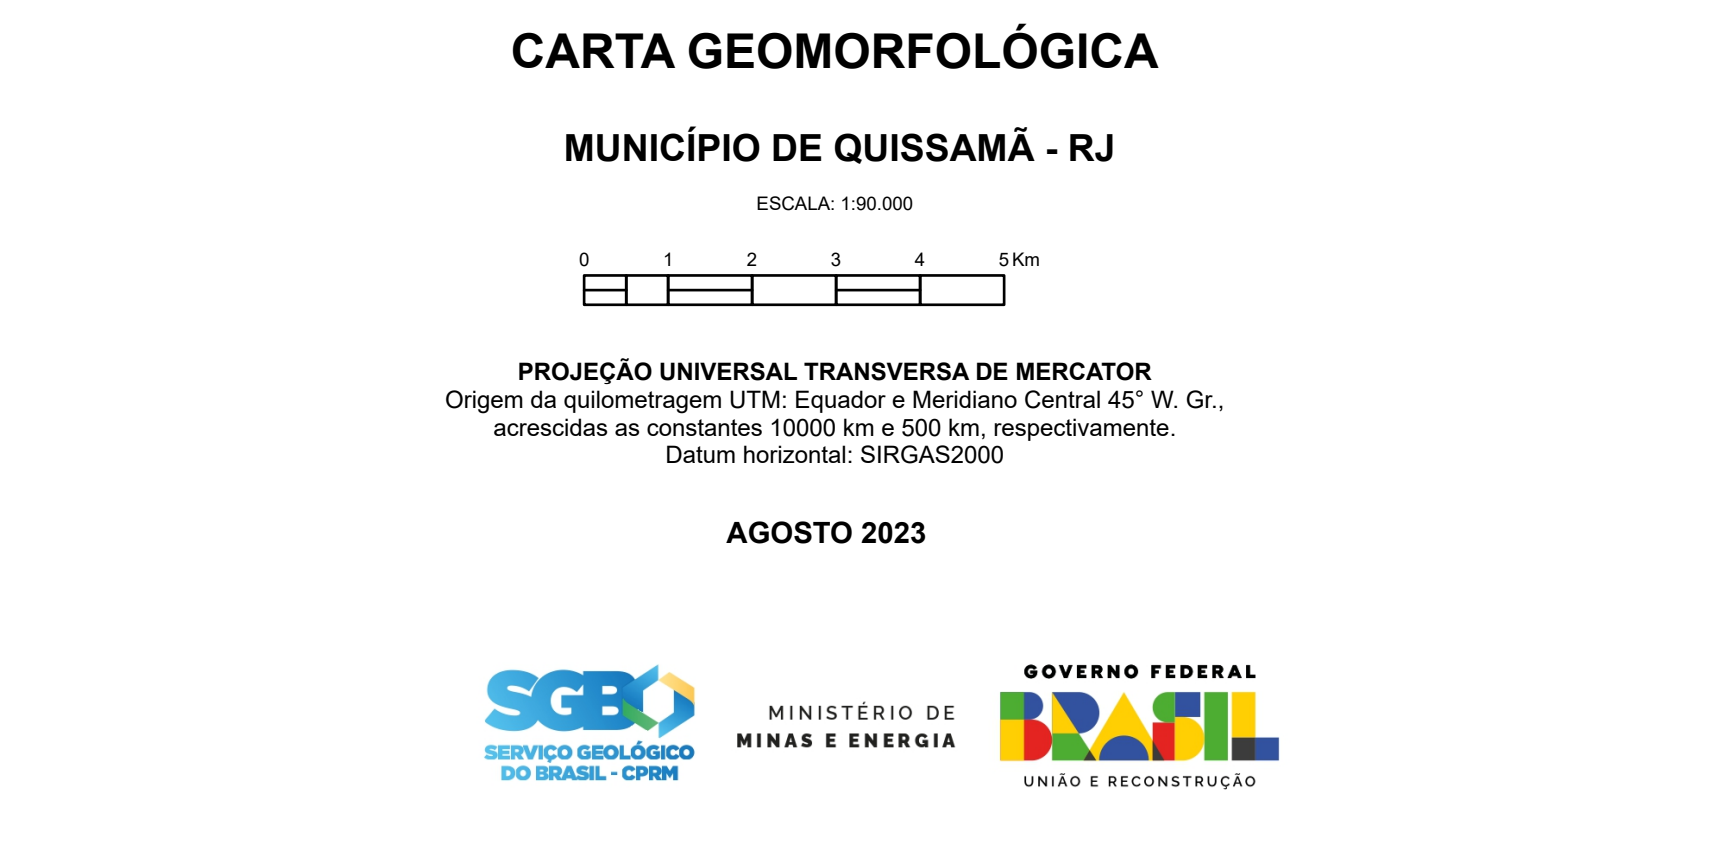 CARTA GEOMORFOLÓGICA
MUNICÍPIO DE QUISSAMÃ - RJ
ESCALA: 1:90.000
0 1 2 3 4 5 Km
PROJEÇÃO UNIVERSAL TRANSVERSA DE MERCATOR
Origem da quilometragem UTM: Equador e Meridiano Central 45° W. Gr.,
acrescidas as constantes 10000 km e 500 km, respectivamente.
Datum horizontal: SIRGAS2000
AGOSTO 2023
SGB
SERVIÇO GEOLÓGICO
DO BRASIL - CPRM
MINISTÉRIO DE
MINAS E ENERGIA
GOVERNO FEDERAL
BRASIL
UNIÃO E RECONSTRUÇÃO